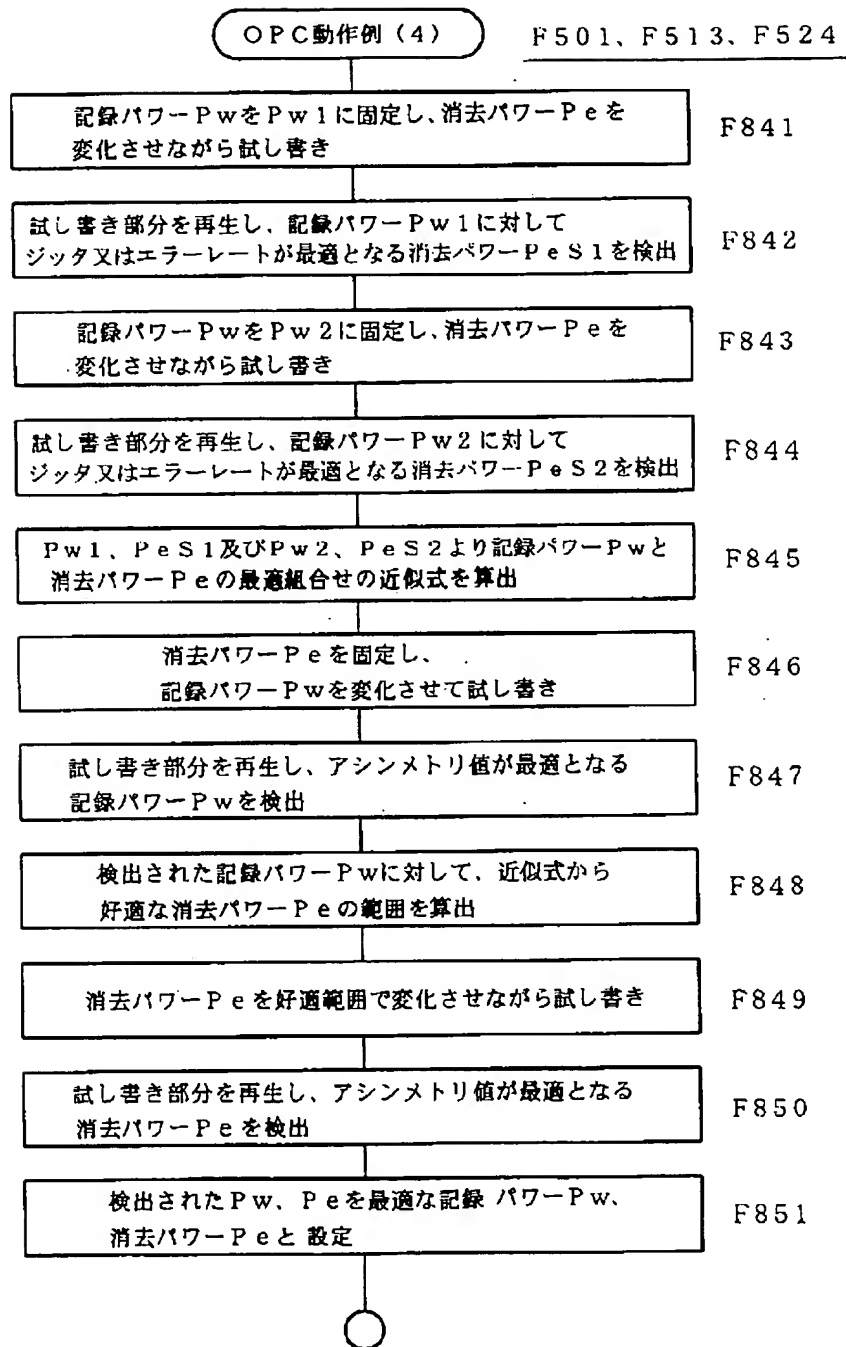 OPC動作例(4)
F501、F513、F524
記録パワーPwをPw1に固定し、消去パワーPeを
変化させながら試し書き
F841
試し書き部分を再生し、記録パワーPw1に対して
ジッタ又はエラーレートが最適となる消去パワーPeS1を検出
F842
記録パワーPwをPw2に固定し、消去パワーPeを
変化させながら試し書き
F843
試し書き部分を再生し、記録パワーPw2に対して
ジッタ又はエラーレートが最適となる消去パワーPeS2を検出
F844
Pw1、PeS1及びPw2、PeS2より記録パワーPwと
消去パワーPeの最適組合せの近似式を算出
F845
消去パワーPeを固定し、
記録パワーPwを変化させて試し書き
F846
試し書き部分を再生し、アシンメトリ値が最適となる
記録パワーPwを検出
F847
検出された記録パワーPwに対して、近似式から
好適な消去パワーPeの範囲を算出
F848
消去パワーPeを好適範囲で変化させながら試し書き
F849
試し書き部分を再生し、アシンメトリ値が最適となる
消去パワーPeを検出
F850
検出されたPw、Peを最適な記録 パワーPw、
消去パワーPeと 設定
F851